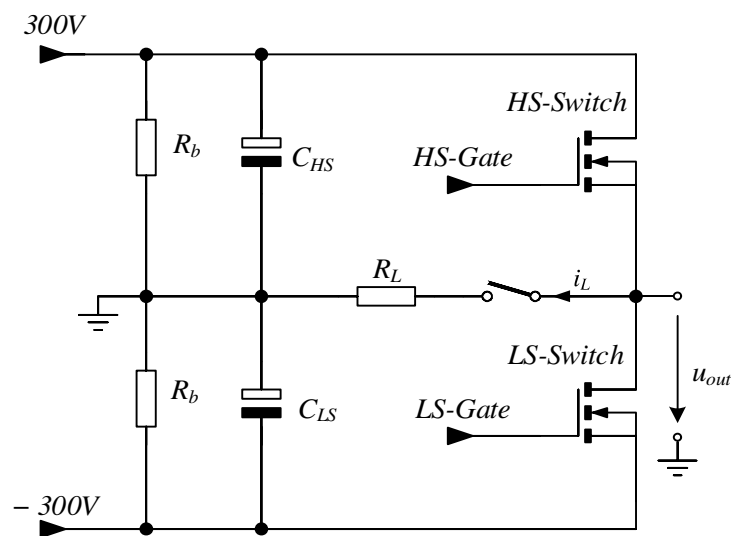 300V
HS-Switch
R_b
C_HS
HS-Gate
R_L
i_L
LS-Switch
R_b
C_LS
LS-Gate
u_out
− 300V